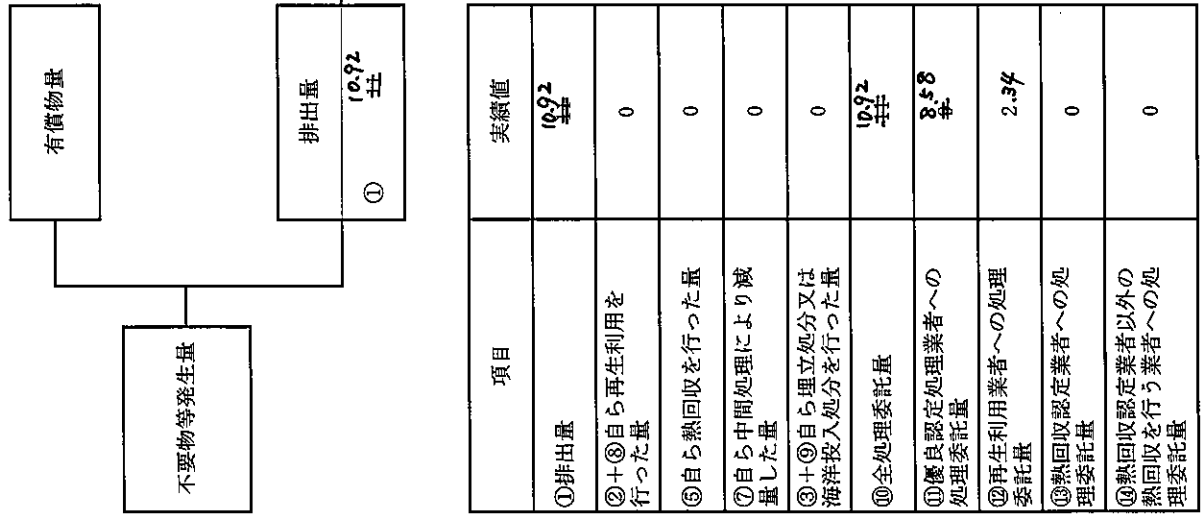 有償物量
不要物等発生量
排出量
① 10.92
項目 実績値
①排出量 10.92
②+⑧自ら再生利用を
行った量 0
⑤自ら熱回収を行った量 0
⑦自ら中間処理により減
量した量 0
③+⑨自ら埋立処分又は
海洋投入処分を行った量 0
⑩全処理委託量 10.92
⑪優良認定処理業者への
処理委託量 8.58
⑫再生利用業者への処理
委託量 2.34
⑬熱回収認定業者への処
理委託量 0
⑭熱回収認定業者以外の
熱回収を行う業者への処
理委託量 0